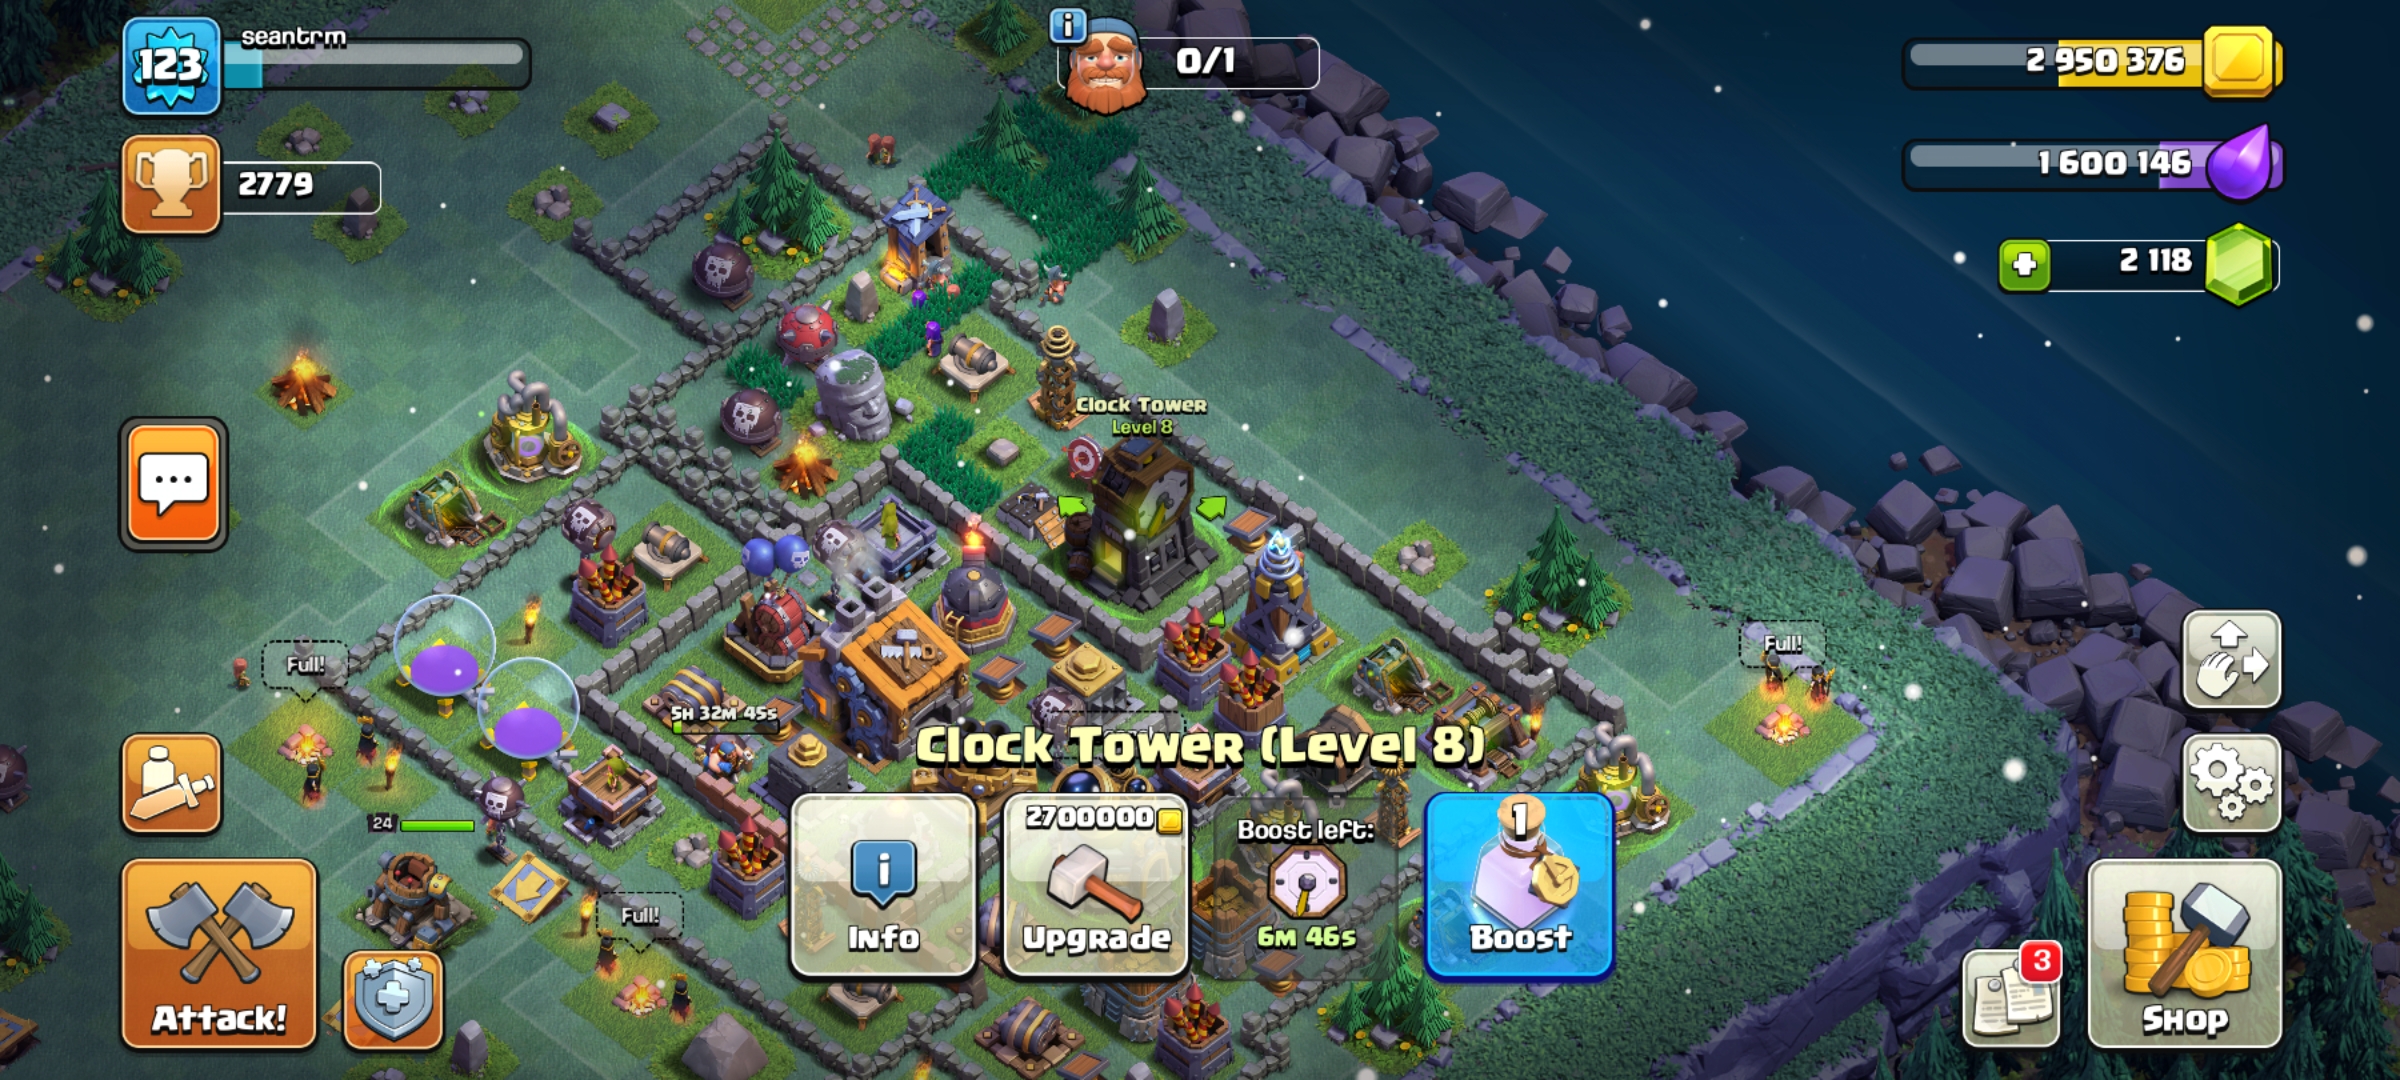 123
seantrm
0/1
2 950 376
2779
1 600 146
2 118
Clock Tower
Level 8
Full!
Full!
5H 32M 45s
Clock Tower (Level 8)
24
2700000
Boost left:
1
Full!
Info
Upgrade
6M 46s
Boost
3
Attack!
Shop